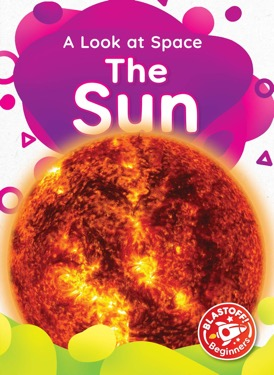 A Look at Space
The
Sun
BLASTOFF!
Beginners